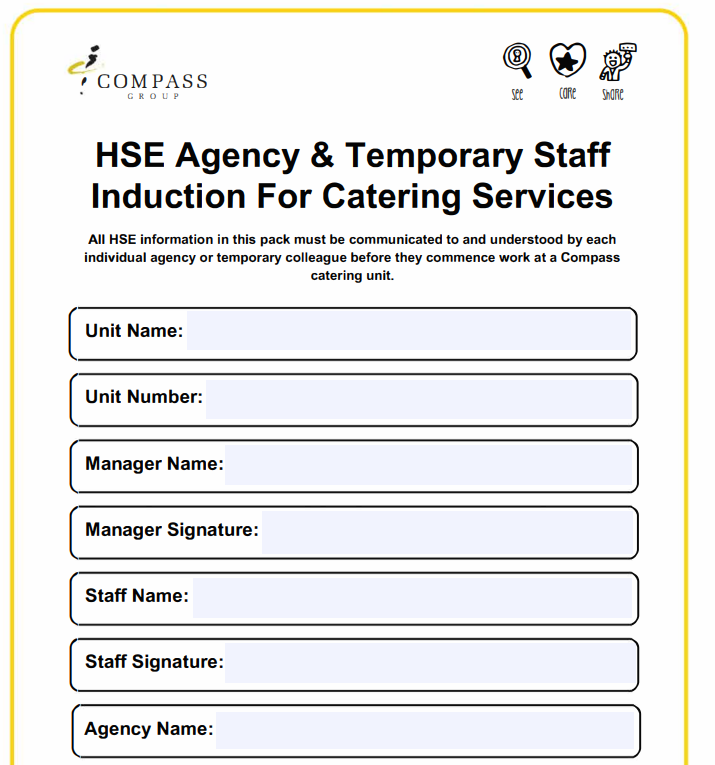 COMPASS
GROUP
See
Care
Share
HSE Agency & Temporary Staff
Induction For Catering Services
All HSE information in this pack must be communicated to and understood by each
individual agency or temporary colleague before they commence work at a Compass
catering unit.
Unit Name:
Unit Number:
Manager Name:
Manager Signature:
Staff Name:
Staff Signature:
Agency Name: